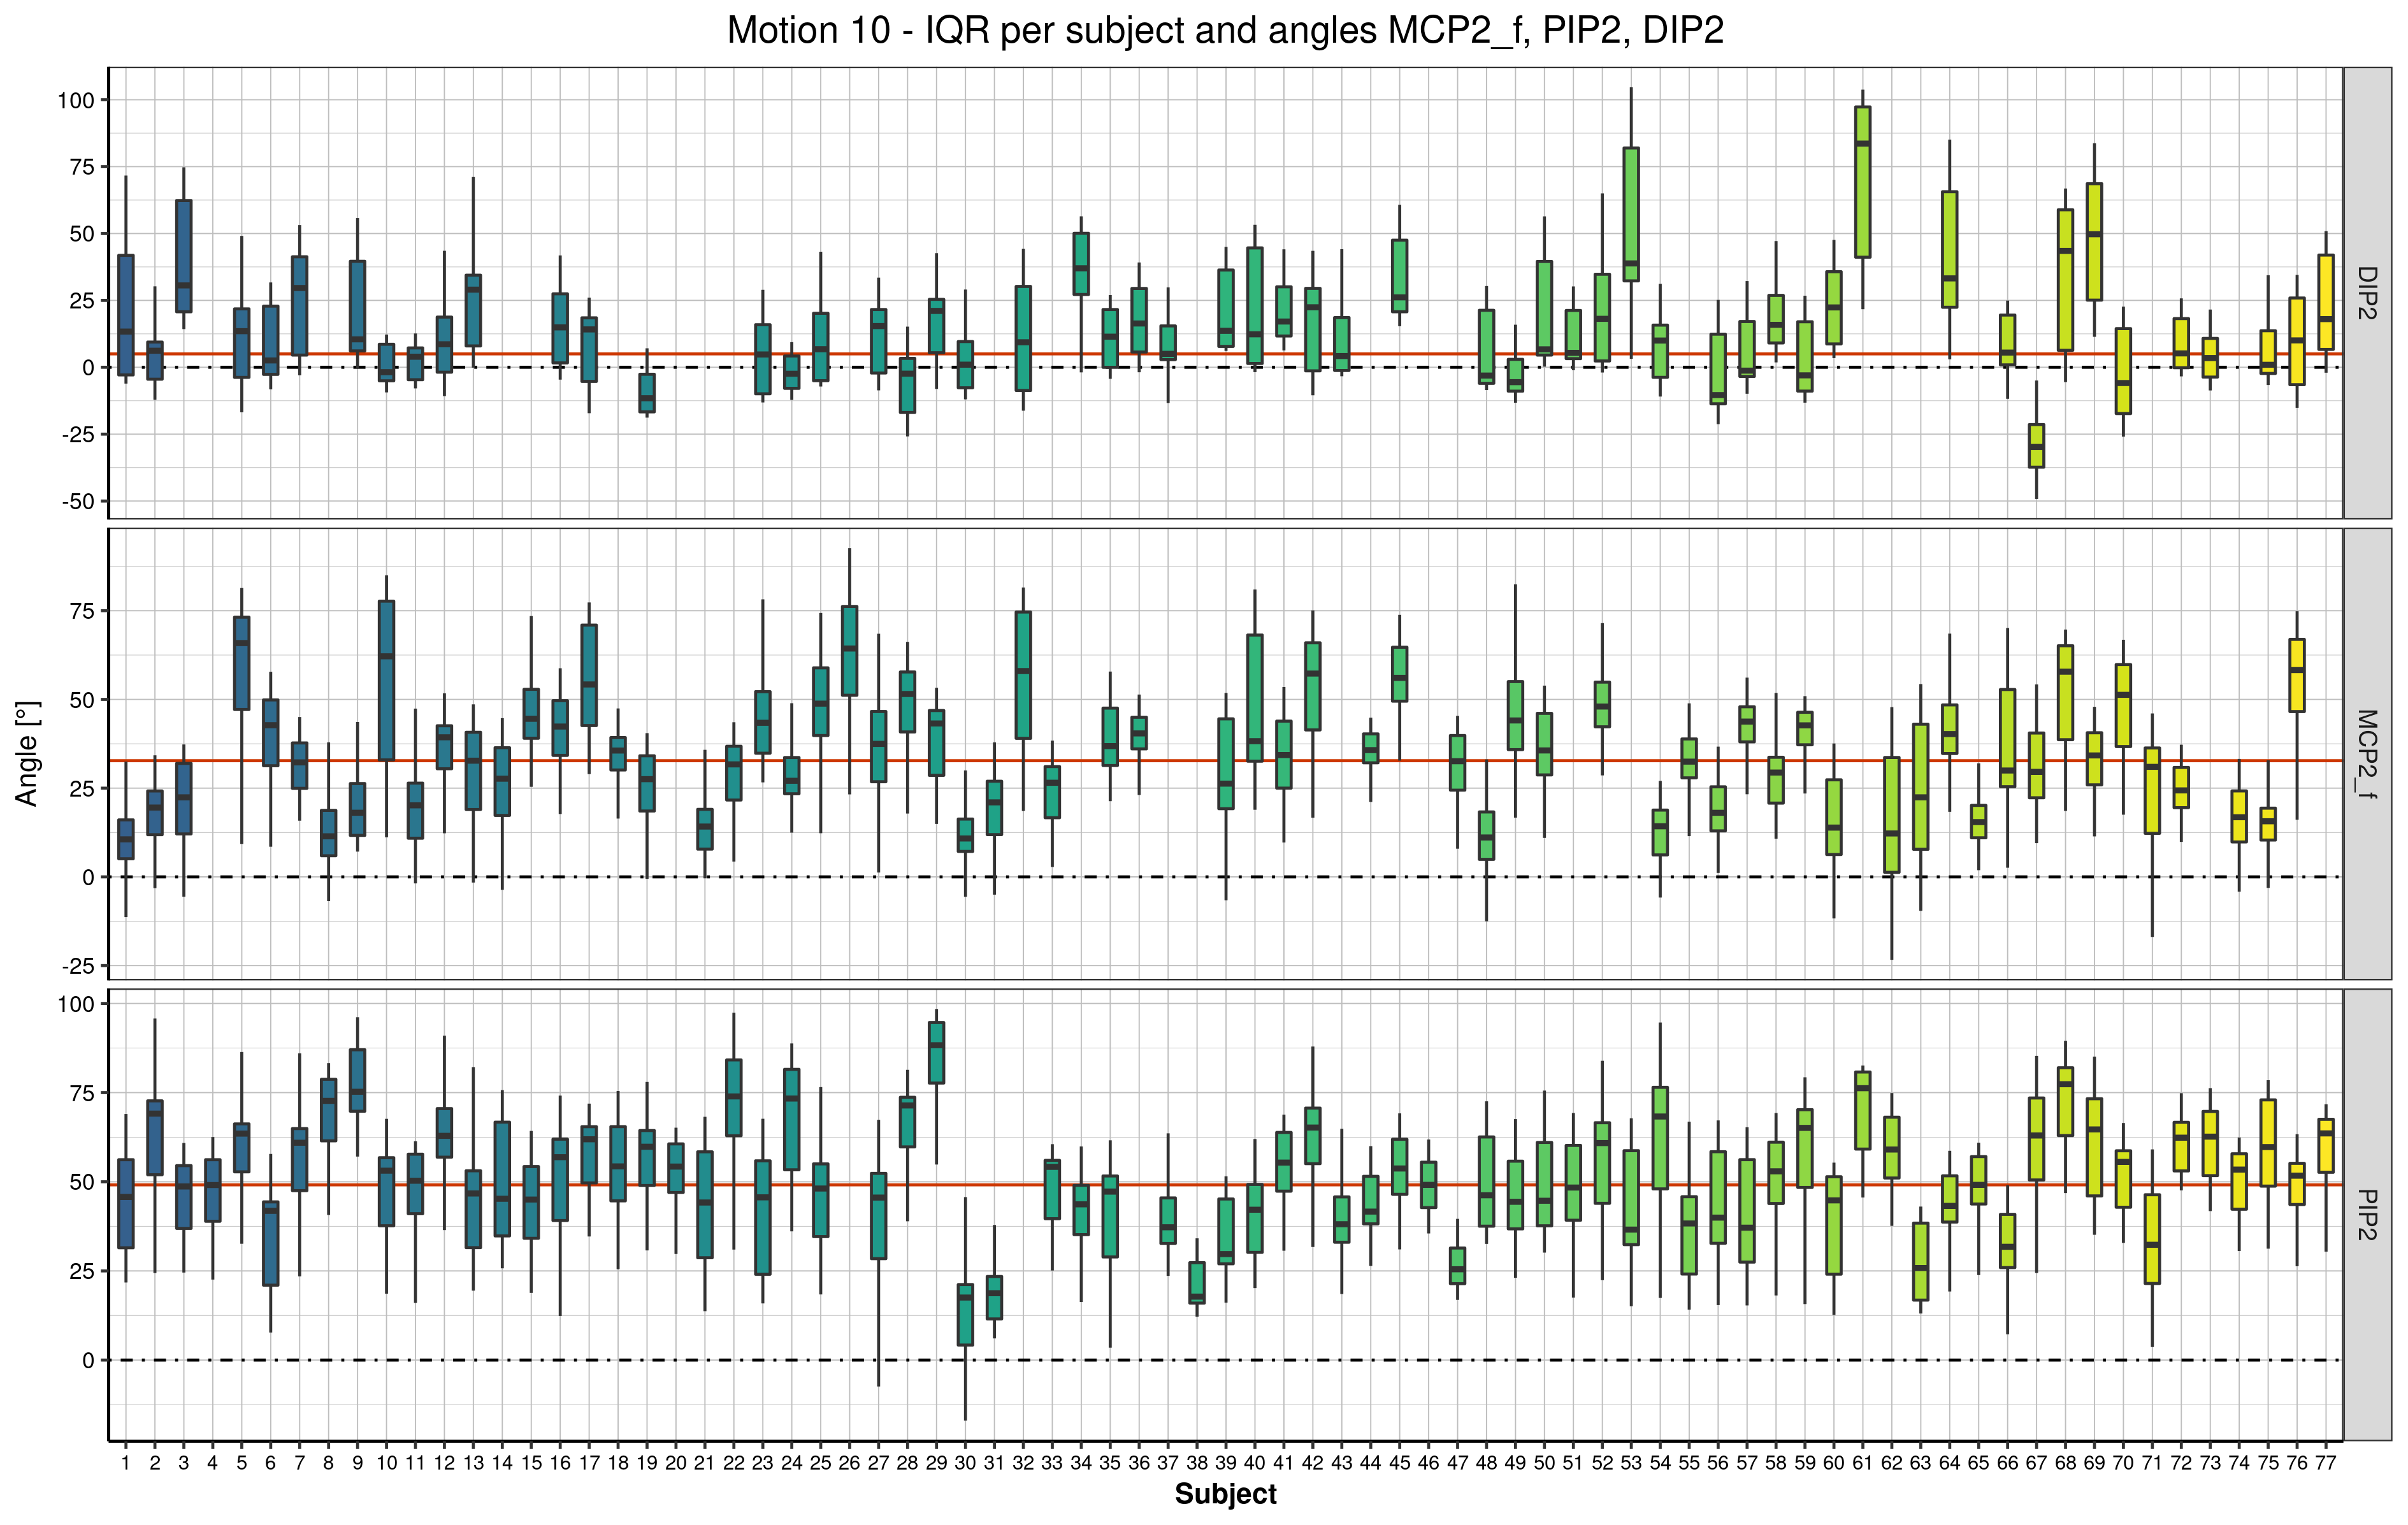 Motion 10 - IQR per subject and angles MCP2_f, PIP2, DIP2
100
75
50
25
0
-25
-50
DIP2
75
50
25
0
-25
MCP2_f
Angle [°]
100
75
50
25
0
PIP2
1 2 3 4 5 6 7 8 9 10 11 12 13 14 15 16 17 18 19 20 21 22 23 24 25 26 27 28 29 30 31 32 33 34 35 36 37 38 39 40 41 42 43 44 45 46 47 48 49 50 51 52 53 54 55 56 57 58 59 60 61 62 63 64 65 66 67 68 69 70 71 72 73 74 75 76 77
Subject